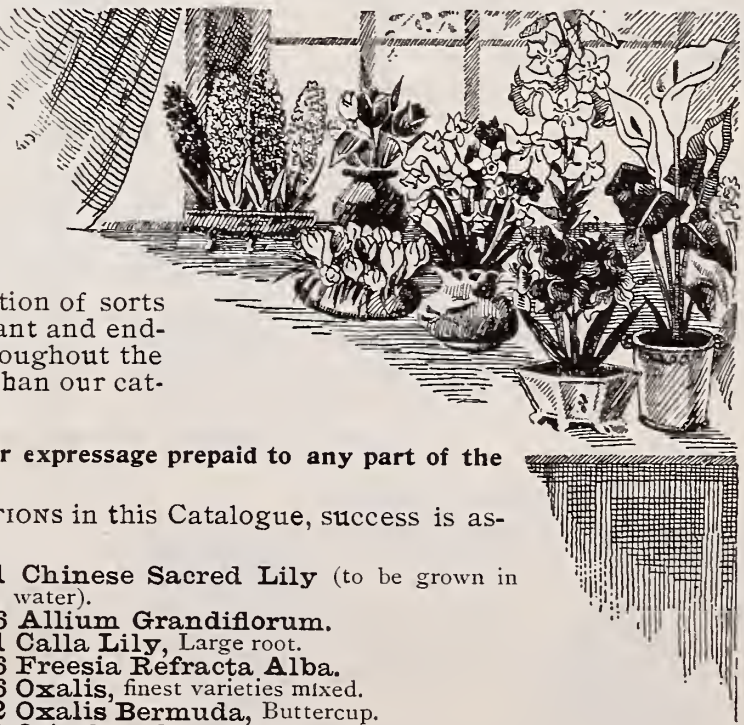 tion of sorts
ant and end-
oughout the
han our cat-
r expressage prepaid to any part of the
TIONS in this Catalogue, success is as-
1 Chinese Sacred Lily (to be grown in
water).
6 Allium Grandiflorum.
1 Calla Lily, Large root.
6 Freesia Refracta Alba.
6 Oxalis, finest varieties mixed.
2 Oxalis Bermuda, Buttercup.